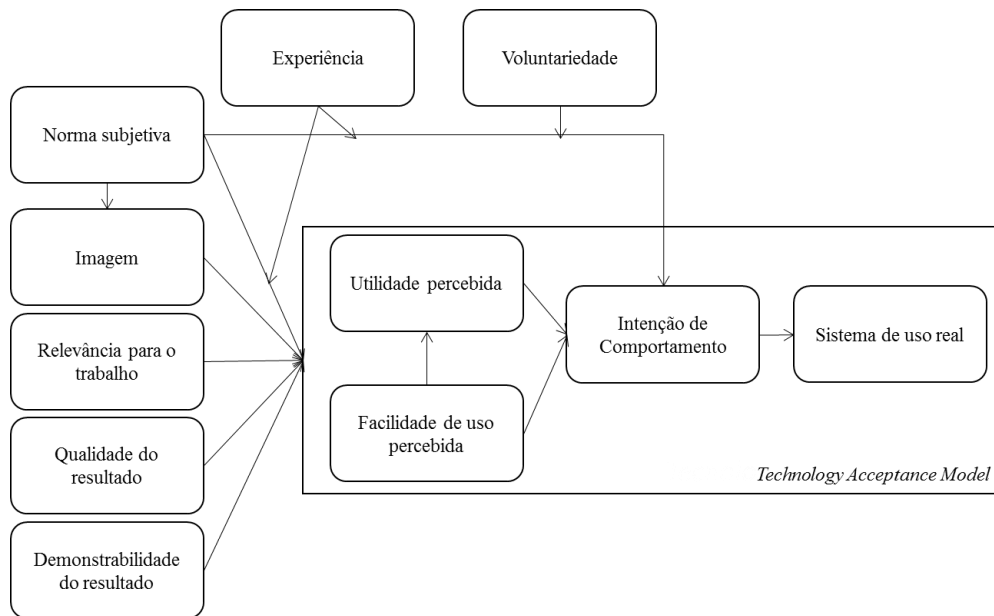 Experiência
Voluntariedade
Norma subjetiva
Imagem
Relevância para o
trabalho
Qualidade do
resultado
Demonstrabilidade
do resultado
Utilidade percebida
Facilidade de uso
percebida
Intenção de
Comportamento
Sistema de uso real
Technology Acceptance Model